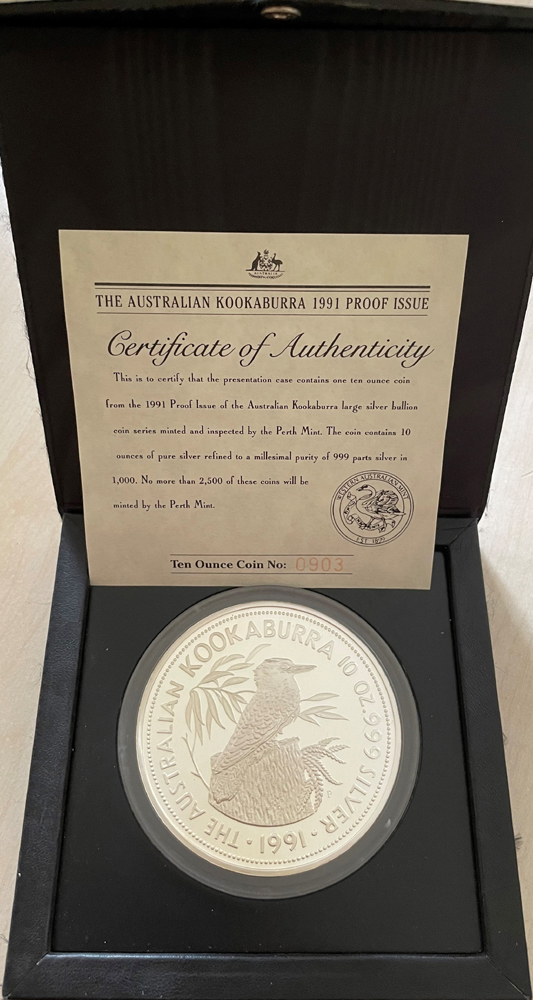 AUSTRALIA
THE AUSTRALIAN KOOKABURRA 1991 PROOF ISSUE
Certificate of Authenticity
This is to certify that the presentation case contains one ten ounce coin
from the 1991 Proof Issue of the Australian Kookaburra large silver bullion
coin series minted and inspected by the Perth Mint. The coin contains 10
ounces of pure silver refined to a millesimal purity of 999 parts silver in
1,000. No more than 2,500 of these coins will be
minted by the Perth Mint.
WESTERN AUSTRALIAN MINT
EST. 1899
Ten Ounce Coin No: 0903
THE AUSTRALIAN KOOKABURRA 10 OZ. 999 SILVER · 1991 ·
P